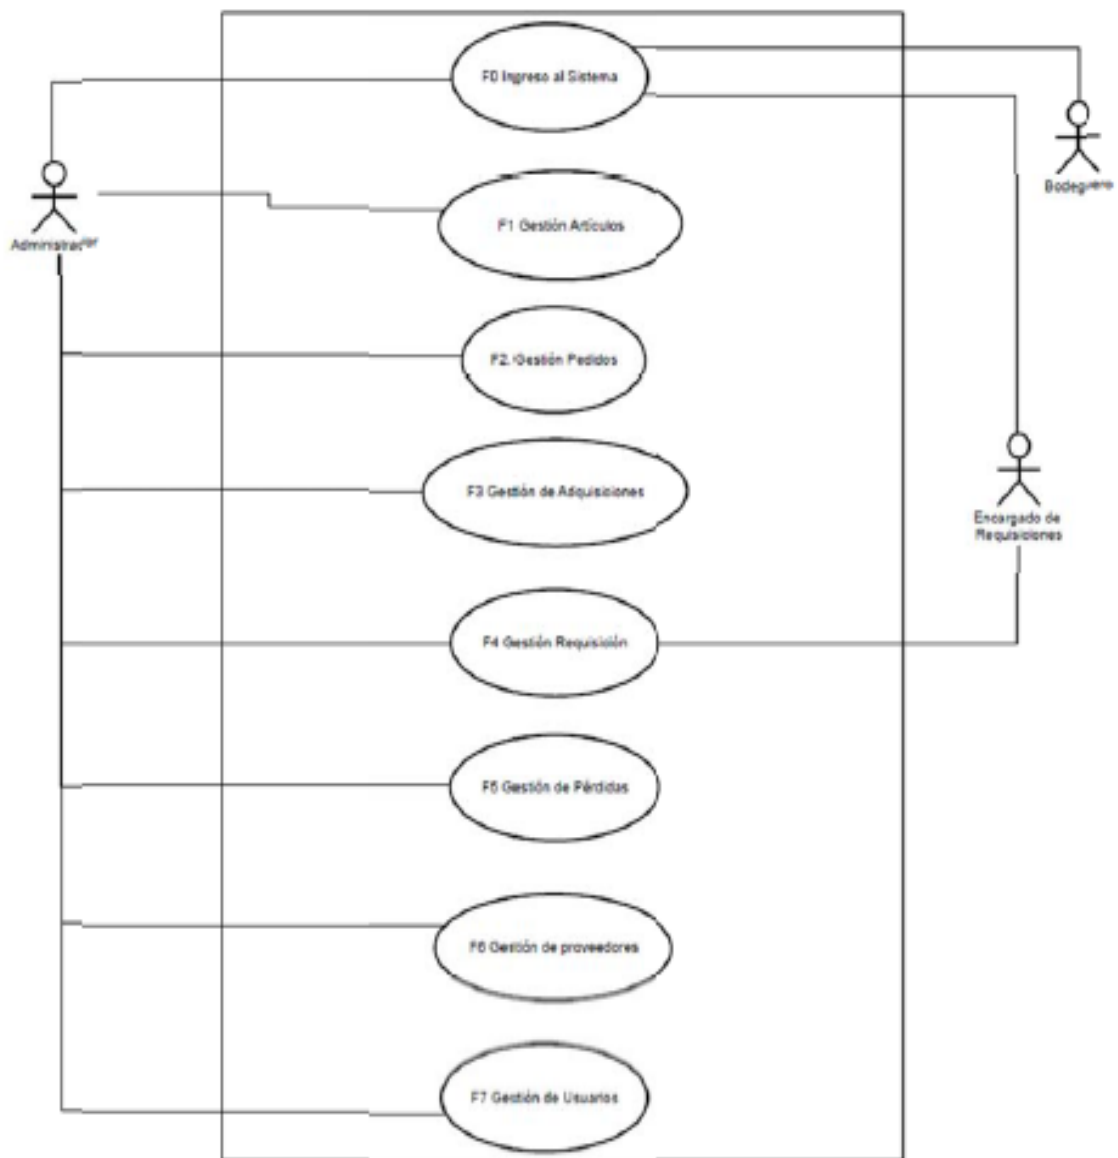 F0 Ingreso al Sistema
Bodeguero
F1 Gestión Artículos
Administrador
F2. Gestión Pedidos
F3 Gestión de Adquisiciones
Encargado de
Requisiciones
F4 Gestión Requisición
F5 Gestión de Pérdidas
F6 Gestión de proveedores
F7 Gestión de Usuarios